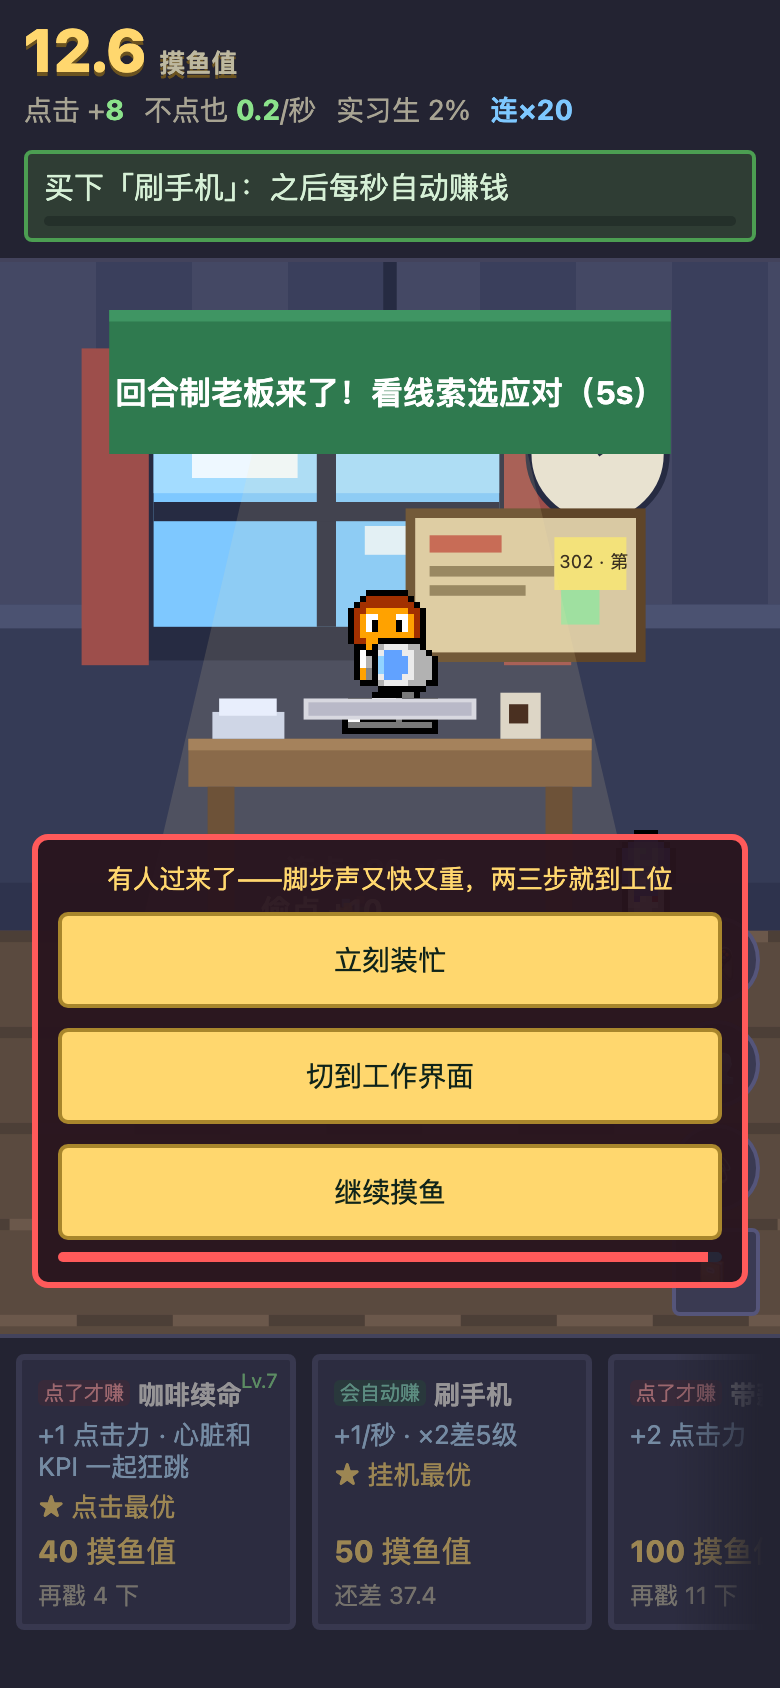 12.6 摸鱼值
点击 +8 不点也 0.2/秒 实习生 2% 连×20
买下「刷手机」：之后每秒自动赚钱
回合制老板来了！看线索选应对（5s）
302 · 第
有人过来了——脚步声又快又重，两三步就到工位
立刻装忙
切到工作界面
继续摸鱼
点了才赚 咖啡续命 Lv.7
+1 点击力 · 心脏和
KPI 一起狂跳
★ 点击最优
40 摸鱼值
再戳 4 下
会自动赚 刷手机
+1/秒 · ×2差5级
★ 挂机最优
50 摸鱼值
还差 37.4
点了才赚 带
+2 点击力
100 摸鱼
再戳 11 下